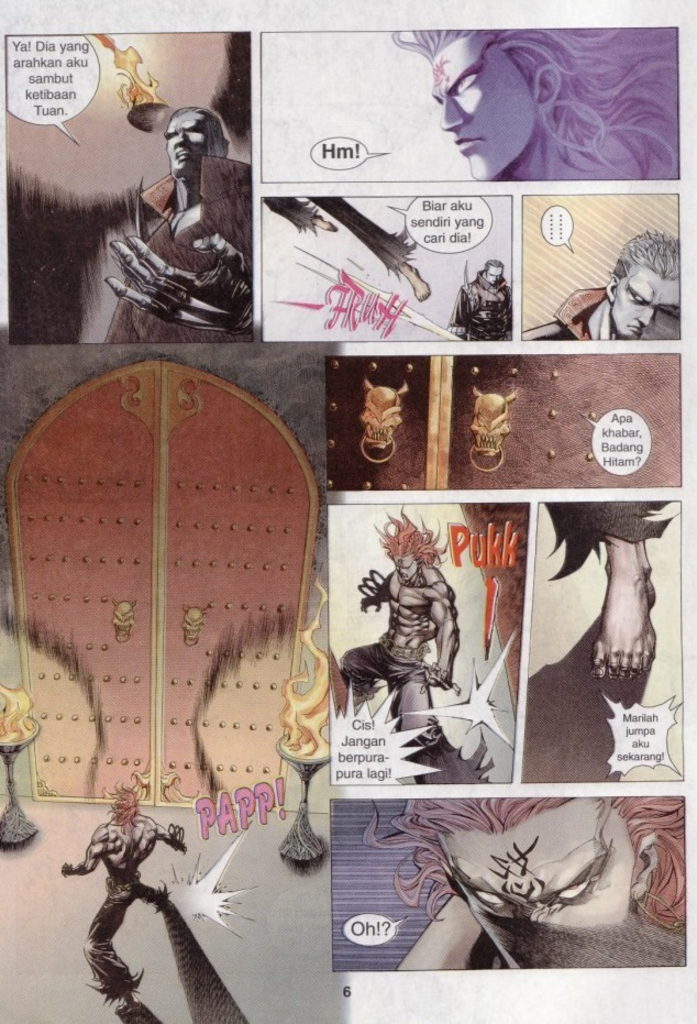 Ya! Dia yang
arahkan aku
sambut
ketibaan
Tuan.
Hm!
Biar aku
sendiri yang
cari dia!
FRIUSH
......
PAPP!
Apa
khabar,
Badang
Hitam?
PUKK
!
Cis!
Jangan
berpura-
pura lagi!
Marilah
jumpa
aku
sekarang!
Oh!?
6